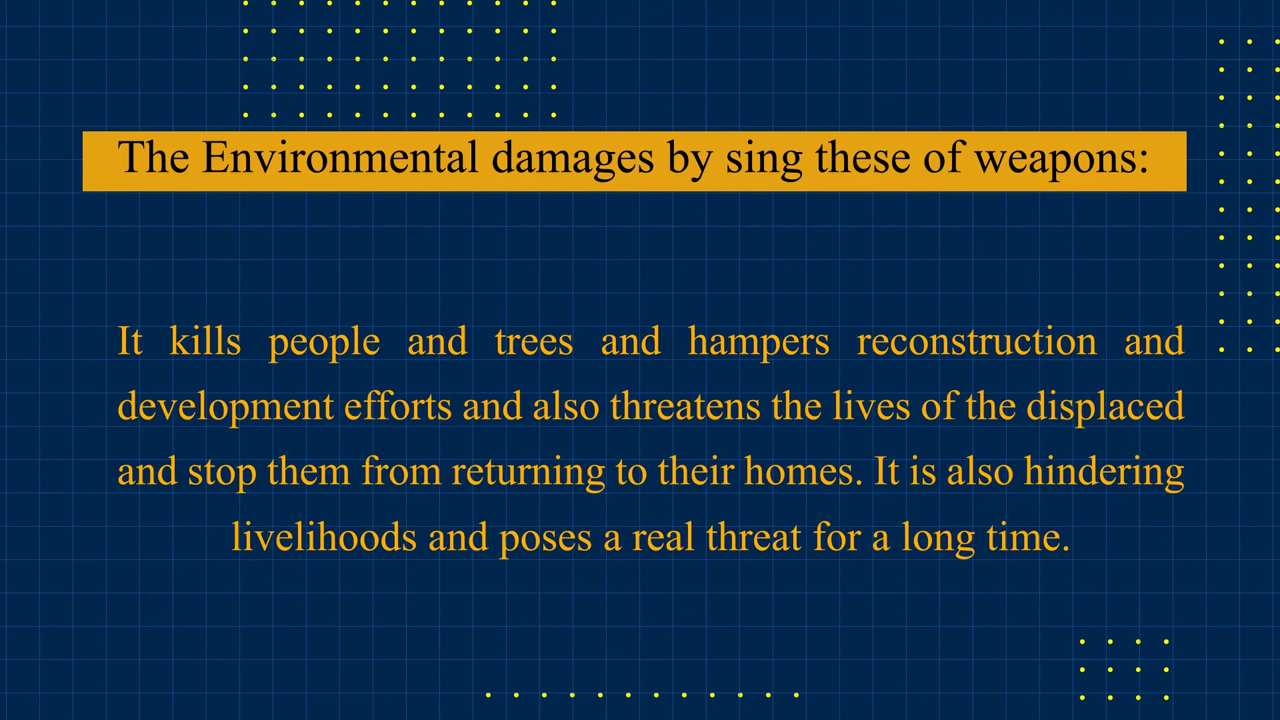 The Environmental damages by sing these of weapons:
It kills people and trees and hampers reconstruction and
development efforts and also threatens the lives of the displaced
and stop them from returning to their homes. It is also hindering
livelihoods and poses a real threat for a long time.